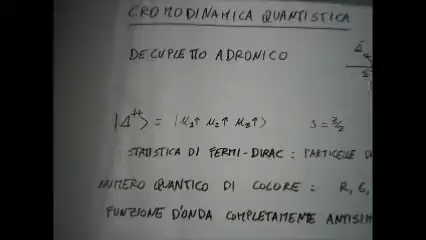 CROMODINAMICA QUANTISTICA
DECUPLETTO ADRONICO
|Δ⁺⁺⟩ = |u₁↑ u₂↑ u₃↑⟩ S = 3/2
STATISTICA DI FERMI-DIRAC : PARTICELLE
NUMERO QUANTICO DI COLORE : R, G,
FUNZIONE D'ONDA COMPLETAMENTE ANTISIM